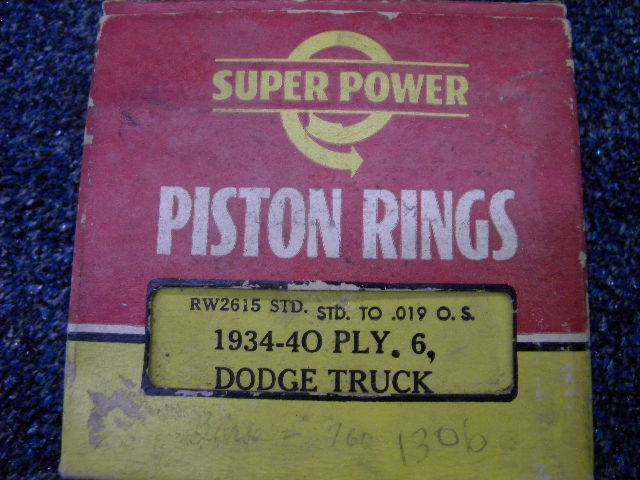 SUPER POWER
PISTON RINGS
RW2615 STD. STD. TO .019 O.S.
1934-40 PLY. 6,
DODGE TRUCK
1306